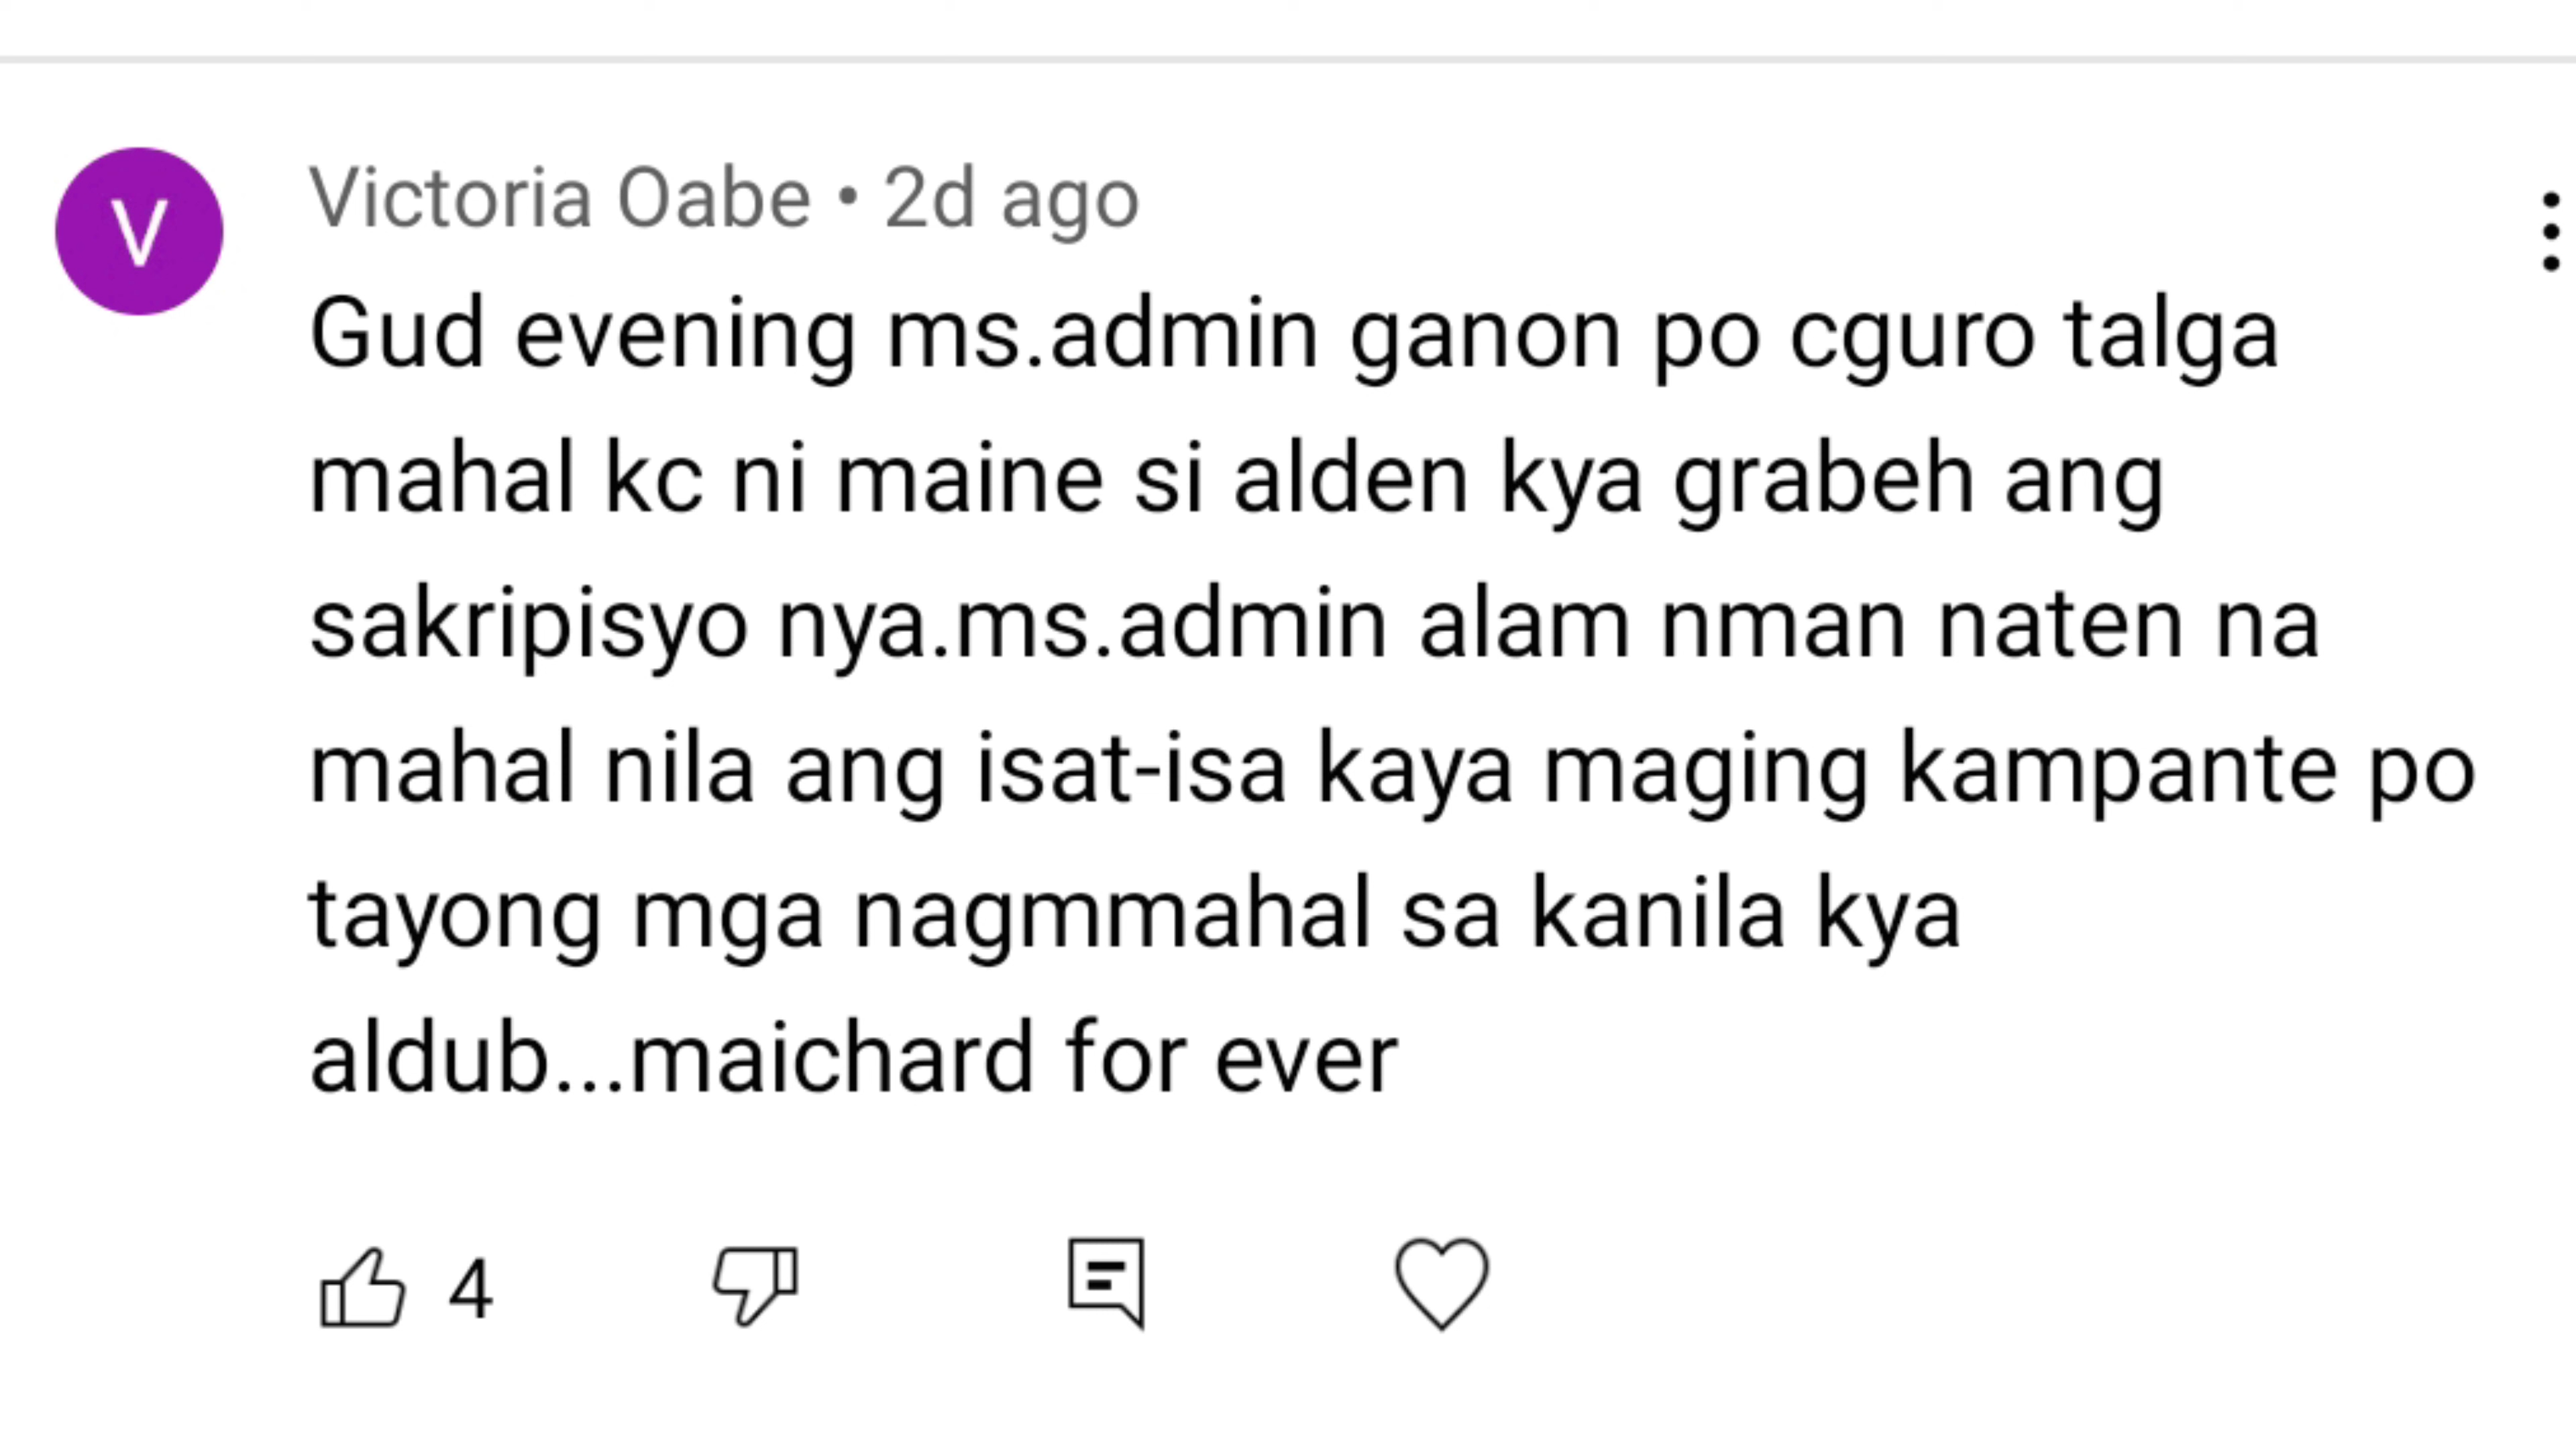 Victoria Oabe • 2d ago
Gud evening ms.admin ganon po cguro talga
mahal kc ni maine si alden kya grabeh ang
sakripisyo nya.ms.admin alam nman naten na
mahal nila ang isat-isa kaya maging kampante po
tayong mga nagmmahal sa kanila kya
aldub...maichard for ever
4